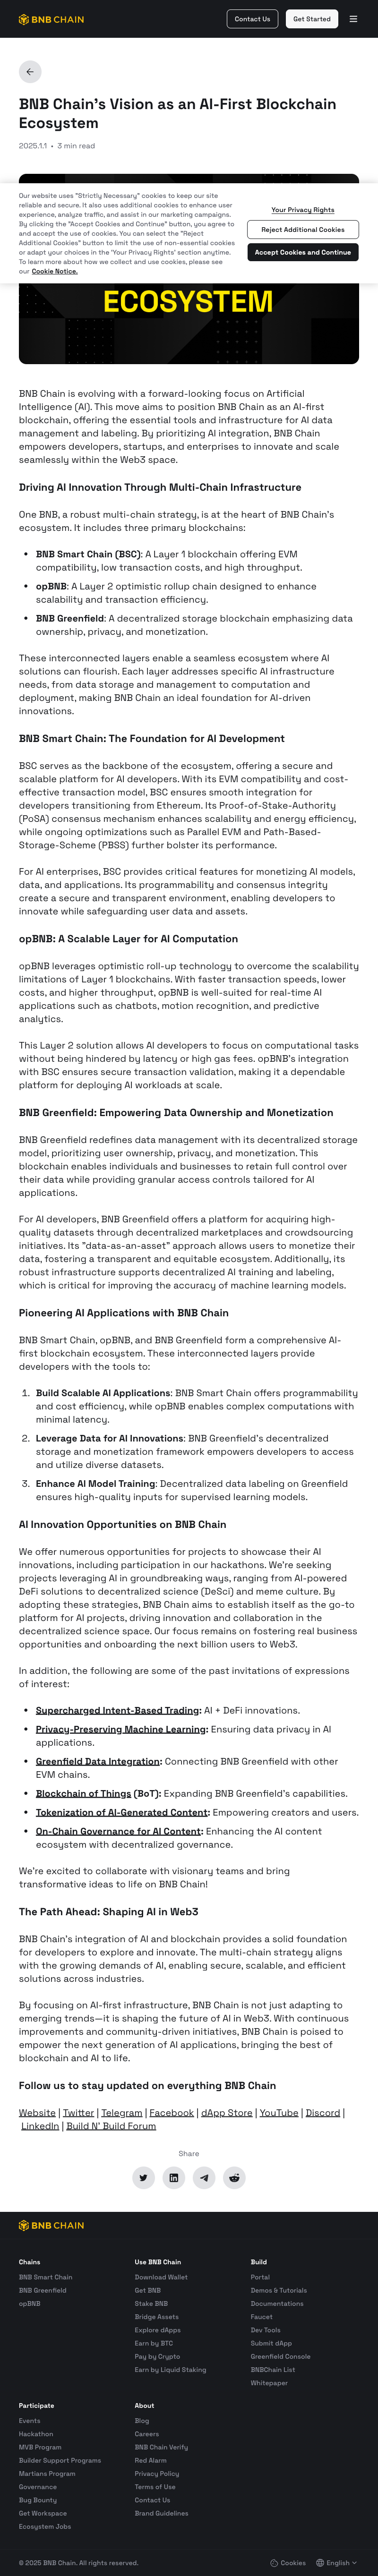 BNB CHAIN
Contact Us
Get Started
BNB Chain's Vision as an AI-First Blockchain
Ecosystem
2025.1.1 • 3 min read
Our websites uses "Strictly Necessary" cookies to keep our site
reliable and secure. It also uses additional cookies to enhance user
experience, analyze traffic, and assist in our marketing campaigns.
By clicking the "Accept Cookies and Continue" button, you agree to
and accept the use of cookies. You can select the "Reject
Additional Cookies" button to limit the use of non-essential cookies
or adapt your choices at the 'Your Privacy Rights' section anytime.
To learn more about how we collect and us cookies, please see
our Cookie Notice.
Your Privacy Rights
Reject Additional Cookies
Accept Cookies and Continue
ECOSYSTEM
BNB Chain is evolving with a forward-looking focus on Artificial
Intelligence (AI). This move aims to position BNB Chain as an AI-first
blockchain, offering the essential tools and infrastructure for AI data
management and labeling. By prioritizing AI integration, BNB Chain
empowers developers, startups, and enterprises to innovate and scale
seamlessly within the Web3 space.
Driving AI Innovation Through Multi-Chain Infrastructure
One BNB, a robust multi-chain strategy, is at the heart of BNB Chain's
ecosystem. It includes three primary blockchains:
• BNB Smart Chain (BSC): A Layer 1 blockchain offering EVM
compatibility, low transaction costs, and high throughput.
• opBNB: A Layer 2 optimistic rollup chain designed to enhance
scalability and transaction efficiency.
• BNB Greenfield: A decentralized storage blockchain emphasizing data
ownership, privacy, and monetization.
These interconnected layers enable a seamless ecosystem where AI
solutions can flourish. Each layer addresses specific AI infrastructure
needs, from data storage and management to computation and
deployment, making BNB Chain an ideal foundation for AI-driven
innovations.
BNB Smart Chain: The Foundation for AI Development
BSC serves as the backbone of the ecosystem, offering a secure and
scalable platform for AI developers. With its EVM compatibility and cost-
effective transaction model, BSC ensures smooth integration for
developers transitioning from Ethereum. Its Proof-of-Stake-Authority
(PoSA) consensus mechanism enhances scalability and energy efficiency,
while ongoing optimizations such as Parallel EVM and Path-Based-
Storage-Scheme (PBSS) further bolster its performance.
For AI enterprises, BSC provides critical features for monetizing AI models,
data, and applications. Its programmability and consensus integrity
create a secure and transparent environment, enabling developers to
innovate while safeguarding user data and assets.
opBNB: A Scalable Layer for AI Computation
opBNB leverages optimistic roll-up technology to overcome the scalability
limitations of Layer 1 blockchains. With faster transaction speeds, lower
costs, and higher throughput, opBNB is well-suited for real-time AI
applications such as chatbots, motion recognition, and predictive
analytics.
This Layer 2 solution allows AI developers to focus on computational tasks
without being hindered by latency or high gas fees. opBNB's integration
with BSC ensures secure transaction validation, making it a dependable
platform for deploying AI workloads at scale.
BNB Greenfield: Empowering Data Ownership and Monetization
BNB Greenfield redefines data management with its decentralized storage
model, prioritizing user ownership, privacy, and monetization. This
blockchain enables individuals and businesses to retain full control over
their data while providing granular access controls tailored for AI
applications.
For AI developers, BNB Greenfield offers a platform for acquiring high-
quality datasets through decentralized marketplaces and crowdsourcing
initiatives. Its "data-as-an-asset" approach allows users to monetize their
data, fostering a transparent and equitable ecosystem. Additionally, its
robust infrastructure supports decentralized AI training and labeling,
which is critical for improving the accuracy of machine learning models.
Pioneering AI Applications with BNB Chain
BNB Smart Chain, opBNB, and BNB Greenfield form a comprehensive AI-
first blockchain ecosystem. These interconnected layers provide
developers with the tools to:
1. Build Scalable AI Applications: BNB Smart Chain offers programmability
and cost efficiency, while opBNB enables complex computations with
minimal latency.
2. Leverage Data for AI Innovations: BNB Greenfield's decentralized
storage and monetization framework empowers developers to access
and utilize diverse datasets.
3. Enhance AI Model Training: Decentralized data labeling on Greenfield
ensures high-quality inputs for supervised learning models.
AI Innovation Opportunities on BNB Chain
We offer numerous opportunities for projects to showcase their AI
innovations, including participation in our hackathons. We're seeking
projects leveraging AI in groundbreaking ways, ranging from AI-powered
DeFi solutions to decentralized science (DeSci) and meme culture. By
adopting these strategies, BNB Chain aims to establish itself as the go-to
platform for AI projects, driving innovation and collaboration in the
decentralized science space. Our focus remains on fostering real business
opportunities and onboarding the next billion users to Web3.
In addition, the following are some of the past invitations of expressions
of interest:
• Supercharged Intent-Based Trading: AI + DeFi innovations.
• Privacy-Preserving Machine Learning: Ensuring data privacy in AI
applications.
• Greenfield Data Integration: Connecting BNB Greenfield with other
EVM chains.
• Blockchain of Things (BoT): Expanding BNB Greenfield's capabilities.
• Tokenization of AI-Generated Content: Empowering creators and users.
• On-Chain Governance for AI Content: Enhancing the AI content
ecosystem with decentralized governance.
We're excited to collaborate with visionary teams and bring
transformative ideas to life on BNB Chain!
The Path Ahead: Shaping AI in Web3
BNB Chain's integration of AI and blockchain provides a solid foundation
for developers to explore and innovate. The multi-chain strategy aligns
with the growing demands of AI, enabling secure, scalable, and efficient
solutions across industries.
By focusing on AI-first infrastructure, BNB Chain is not just adapting to
emerging trends—it is shaping the future of AI in Web3. With continuous
improvements and community-driven initiatives, BNB Chain is poised to
empower the next generation of AI applications, bringing the best of
blockchain and AI to life.
Follow us to stay updated on everything BNB Chain
Website | Twitter | Telegram | Facebook | dApp Store | YouTube | Discord |
LinkedIn | Build N' Build Forum
Share
BNB CHAIN
Chains
BNB Smart Chain
BNB Greenfield
opBNB
Use BNB Chain
Download Wallet
Get BNB
Stake BNB
Bridge Assets
Explore dApps
Earn by BTC
Pay by Crypto
Earn by Liquid Staking
Build
Portal
Demos & Tutorials
Documentations
Faucet
Dev Tools
Submit dApp
Greenfield Console
BNBChain List
Whitepaper
Participate
Events
Hackathon
MVB Program
Builder Support Programs
Martians Program
Governance
Bug Bounty
Get Workspace
Ecosystem Jobs
About
Blog
Careers
BNB Chain Verify
Red Alarm
Privacy Policy
Terms of Use
Contact Us
Brand Guidelines
© 2025 BNB Chain. All rights reserved.
Cookies
English